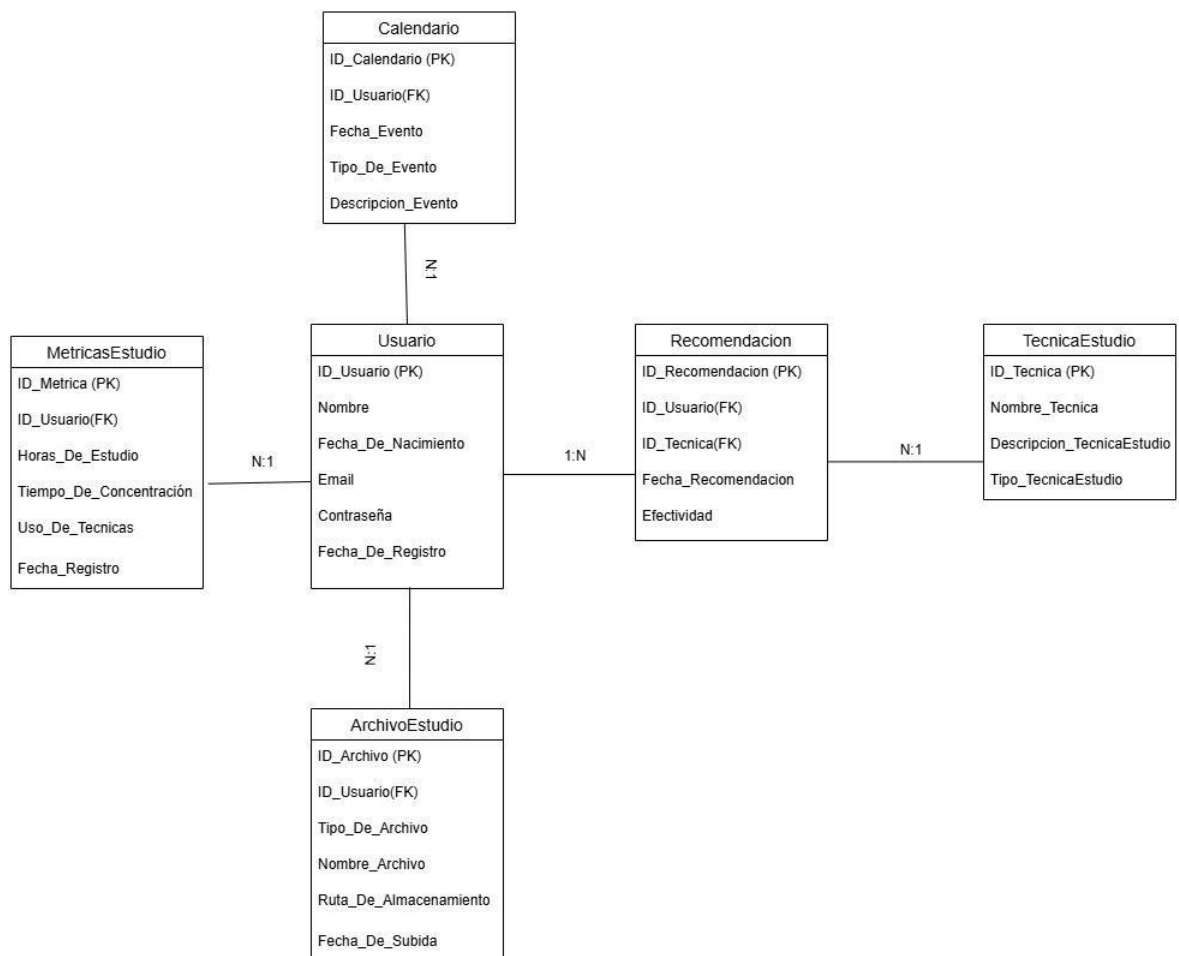 Calendario
ID_Calendario (PK)
ID_Usuario(FK)
Fecha_Evento
Tipo_De_Evento
Descripcion_Evento
N:1
MetricasEstudio
ID_Metrica (PK)
ID_Usuario(FK)
Horas_De_Estudio
Tiempo_De_Concentración
Uso_De_Tecnicas
Fecha_Registro
N:1
Usuario
ID_Usuario (PK)
Nombre
Fecha_De_Nacimiento
Email
Contraseña
Fecha_De_Registro
1:N
Recomendacion
ID_Recomendacion (PK)
ID_Usuario(FK)
ID_Tecnica(FK)
Fecha_Recomendacion
Efectividad
N:1
TecnicaEstudio
ID_Tecnica (PK)
Nombre_Tecnica
Descripcion_TecnicaEstudio
Tipo_TecnicaEstudio
N:1
ArchivoEstudio
ID_Archivo (PK)
ID_Usuario(FK)
Tipo_De_Archivo
Nombre_Archivo
Ruta_De_Almacenamiento
Fecha_De_Subida